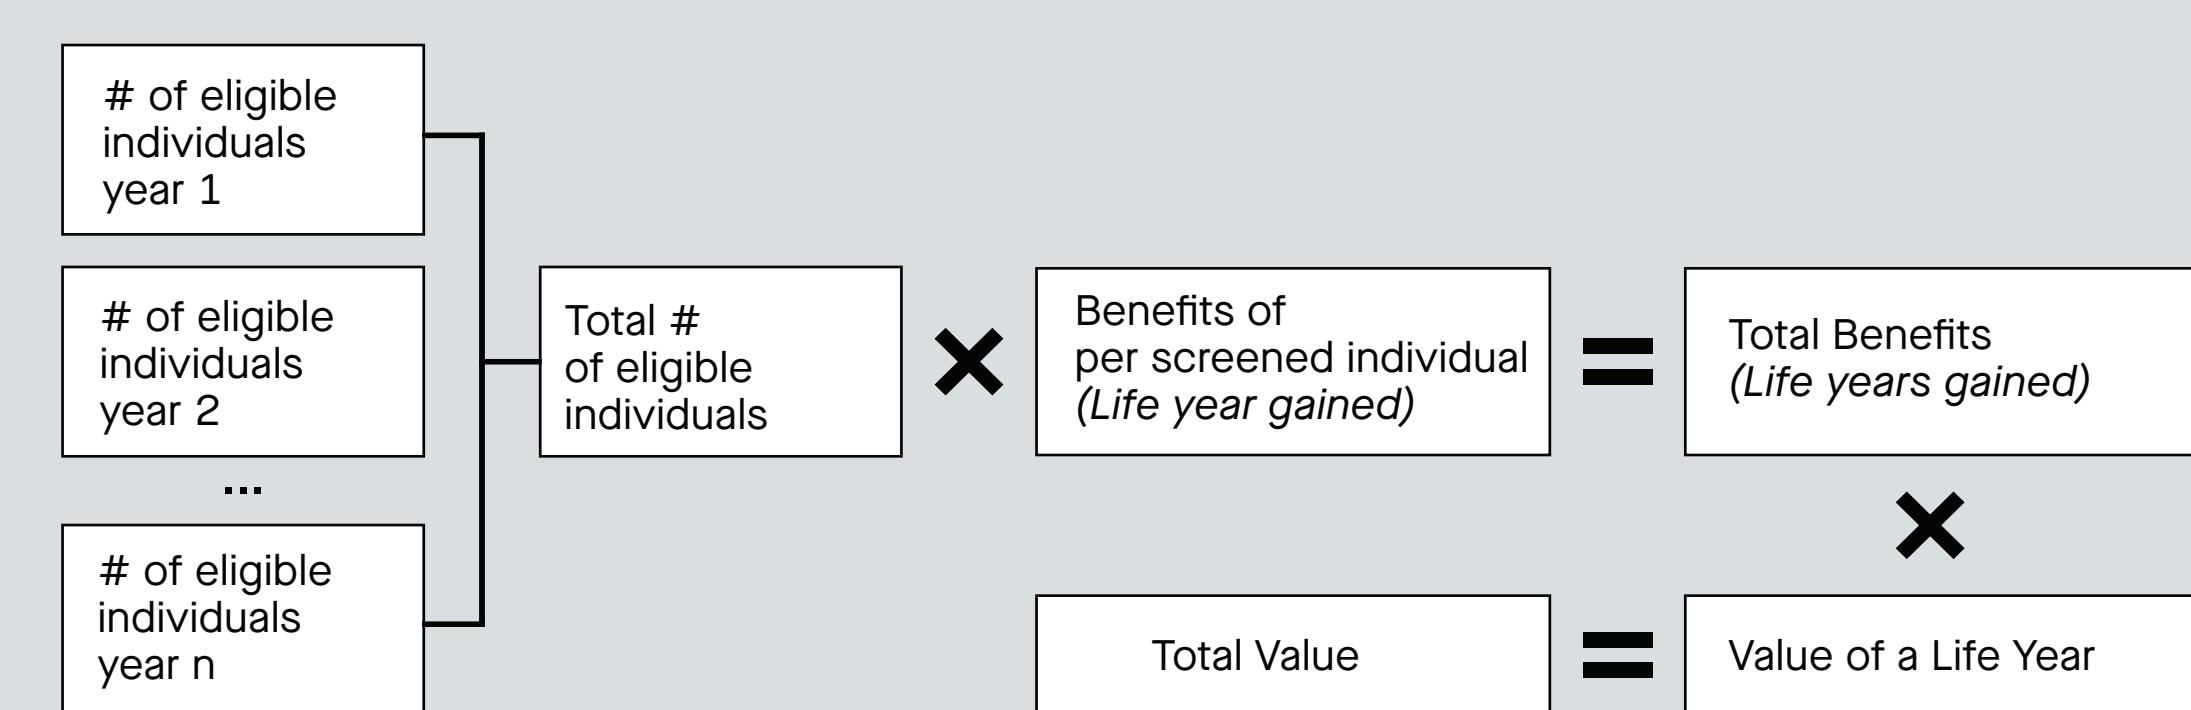 # of eligible
individuals
year 1
# of eligible
individuals
year 2
...
# of eligible
individuals
year n
Total #
of eligible
individuals
×
Benefits of
per screened individual
(Life year gained)
=
Total Benefits
(Life years gained)
×
Value of a Life Year
=
Total Value